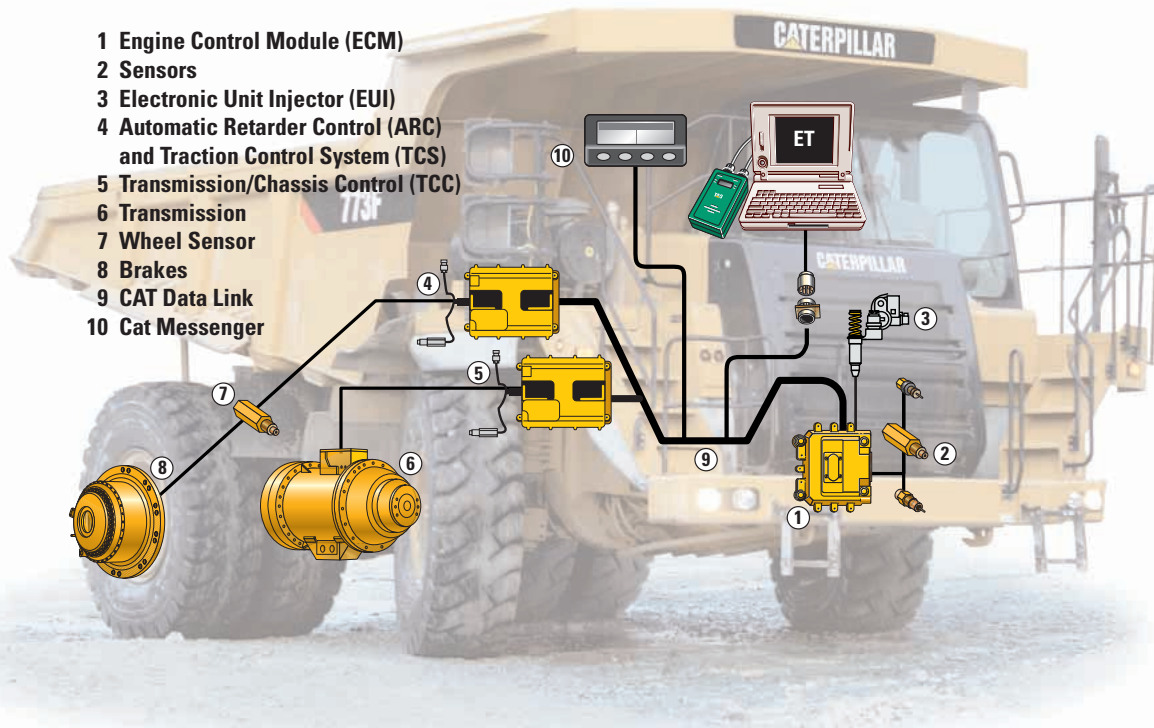 1 Engine Control Module (ECM)
2 Sensors
3 Electronic Unit Injector (EUI)
4 Automatic Retarder Control (ARC)
and Traction Control System (TCS)
5 Transmission/Chassis Control (TCC)
6 Transmission
7 Wheel Sensor
8 Brakes
9 CAT Data Link
10 Cat Messenger
CATERPILLAR
773F
CATERPILLAR
ET
10
4
3
5
7
8
6
9
2
1